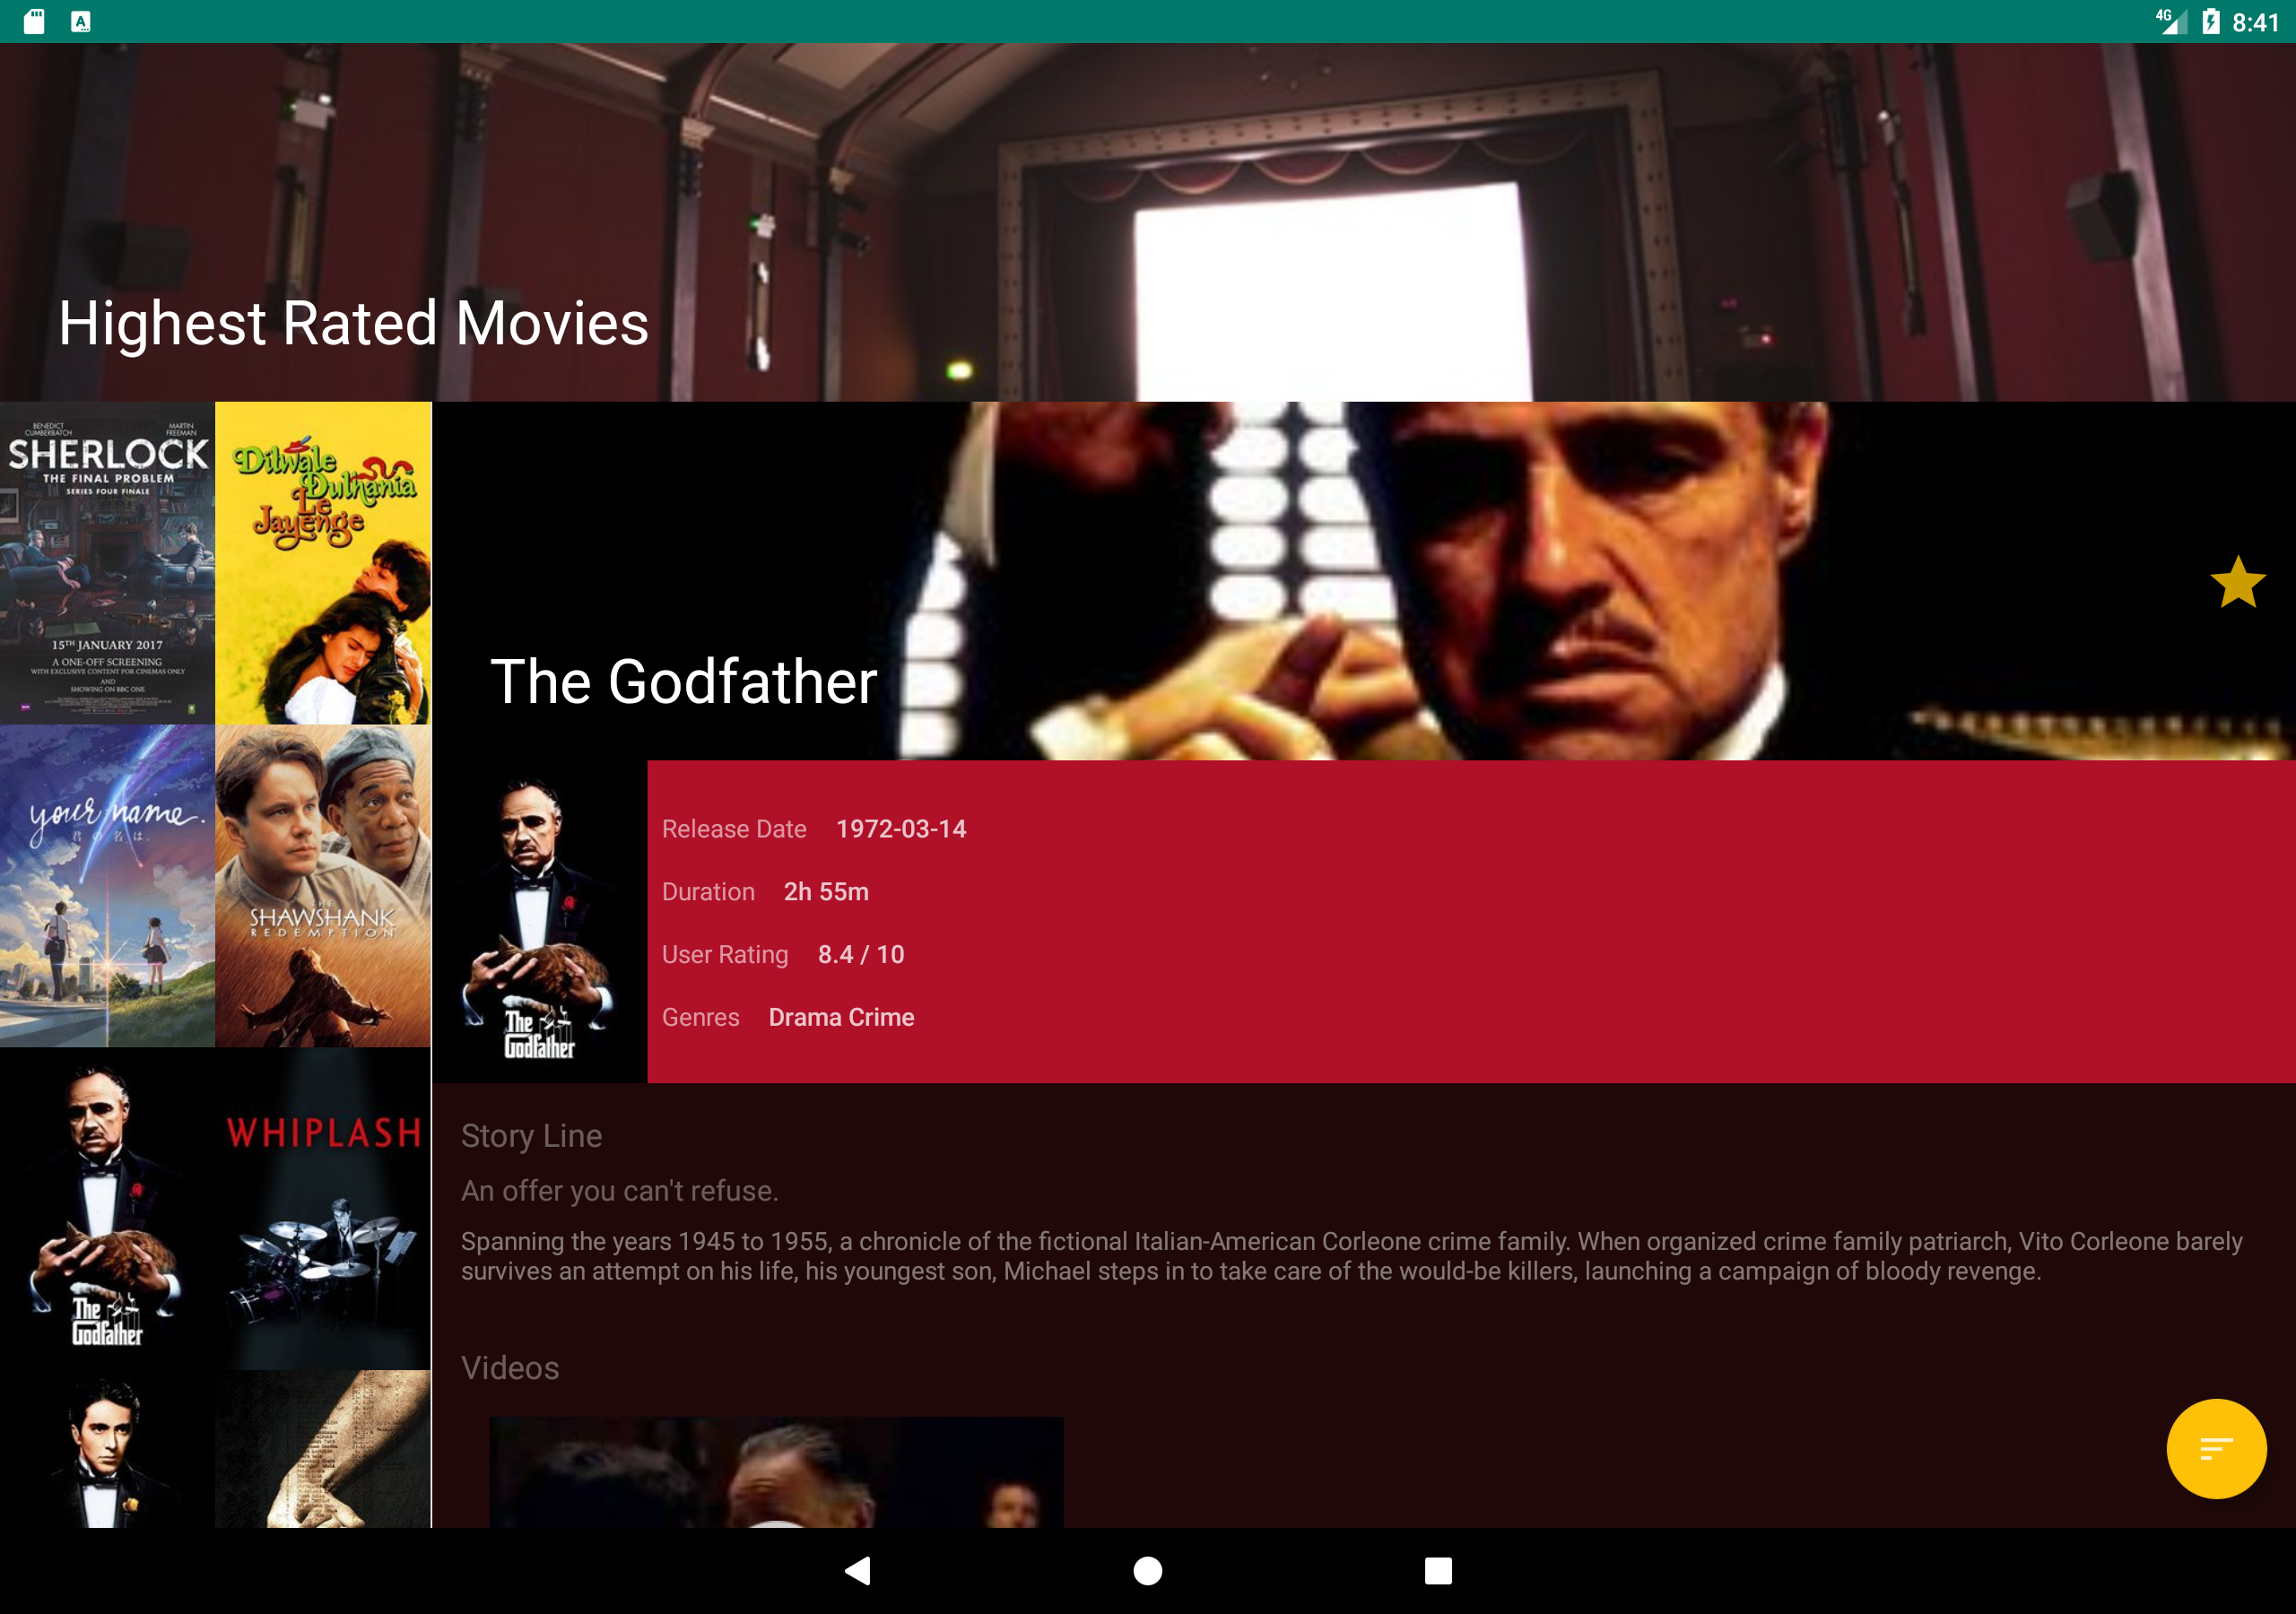 8:41
4G
Highest Rated Movies
BENEDICT CUMBERBATCH
MARTIN FREEMAN
SHERLOCK
THE FINAL PROBLEM
SERIES FOUR FINALE
15TH JANUARY 2017
A ONE-OFF SCREENING
WITH EXCLUSIVE CONTENT FOR CINEMAS ONLY
AND
SHOWING ON BBC ONE
Dilwale
Dulhania
Le
Jayenge
your name.
君の名は.
THE
SHAWSHANK
REDEMPTION
The
Godfather
WHIPLASH
The Godfather
The
Godfather
Release Date 1972-03-14
Duration 2h 55m
User Rating 8.4 / 10
Genres Drama Crime
Story Line
An offer you can't refuse.
Spanning the years 1945 to 1955, a chronicle of the fictional Italian-American Corleone crime family. When organized crime family patriarch, Vito Corleone barely
survives an attempt on his life, his youngest son, Michael steps in to take care of the would-be killers, launching a campaign of bloody revenge.
Videos